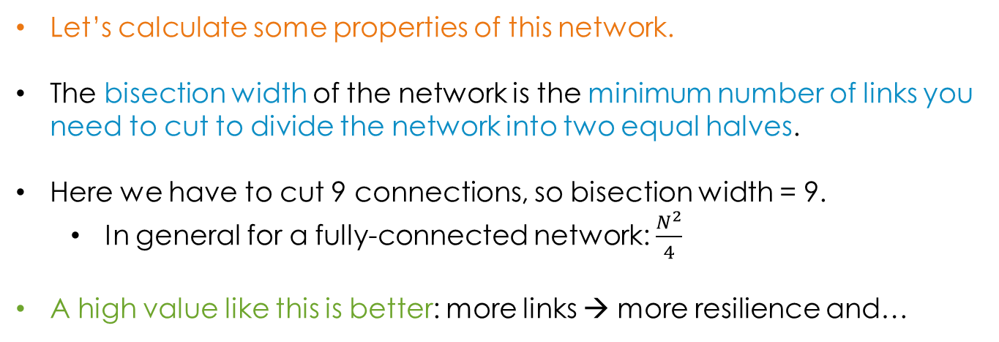 • Let's calculate some properties of this network.
• The bisection width of the network is the minimum number of links you
need to cut to divide the network into two equal halves.
• Here we have to cut 9 connections, so bisection width = 9.
• In general for a fully-connected network: N²/4
• A high value like this is better: more links → more resilience and…